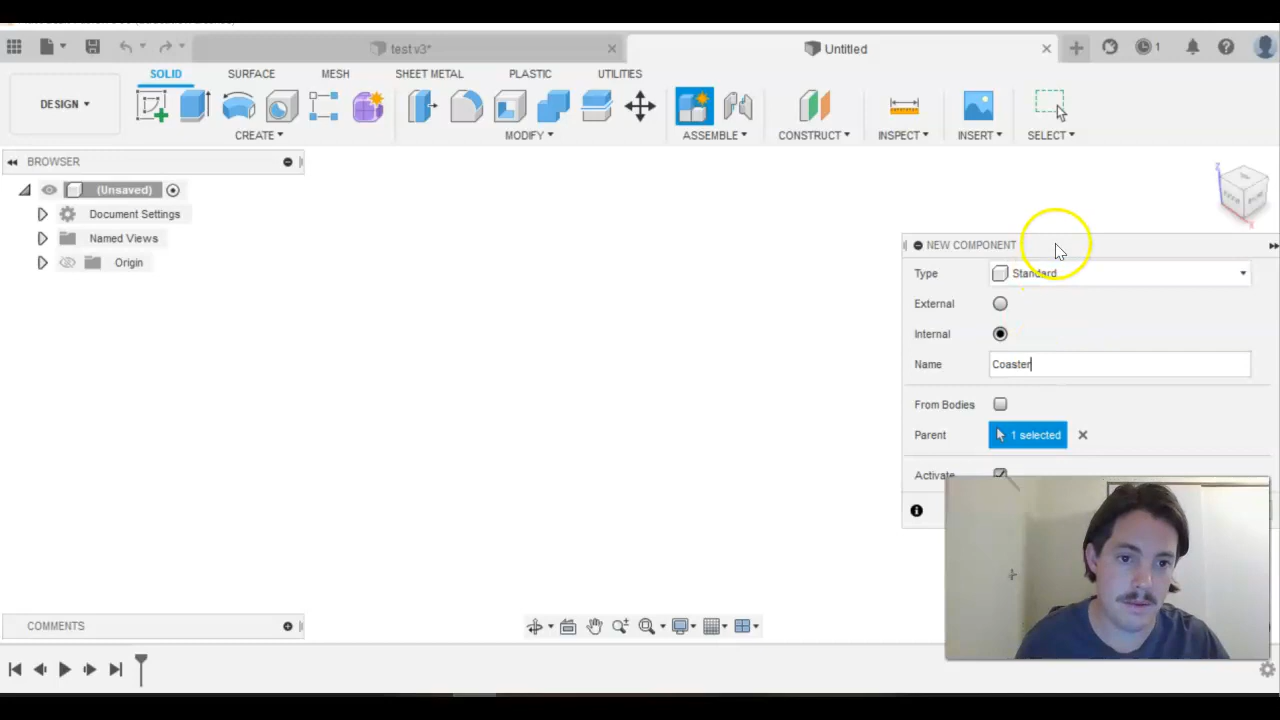 test v3*
Untitled
1
DESIGN
SOLID
SURFACE
MESH
SHEET METAL
PLASTIC
UTILITIES
CREATE
MODIFY
ASSEMBLE
CONSTRUCT
INSPECT
INSERT
SELECT
BROWSER
(Unsaved)
Document Settings
Named Views
Origin
Z
X
NEW COMPONENT
Type
Standard
External
Internal
Name
Coaster
From Bodies
Parent
1 selected
Activate
COMMENTS